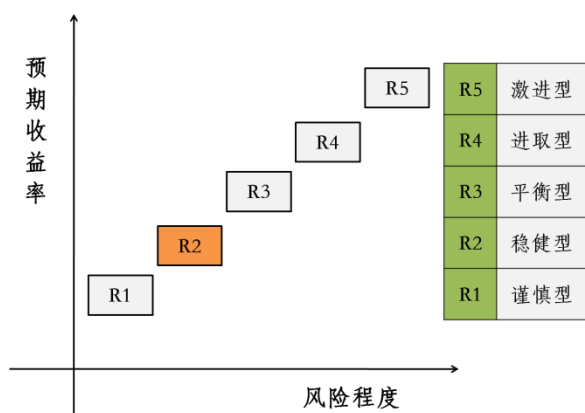 预期收益率
R5
R4
R3
R2
R1
风险程度
R5 激进型
R4 进取型
R3 平衡型
R2 稳健型
R1 谨慎型